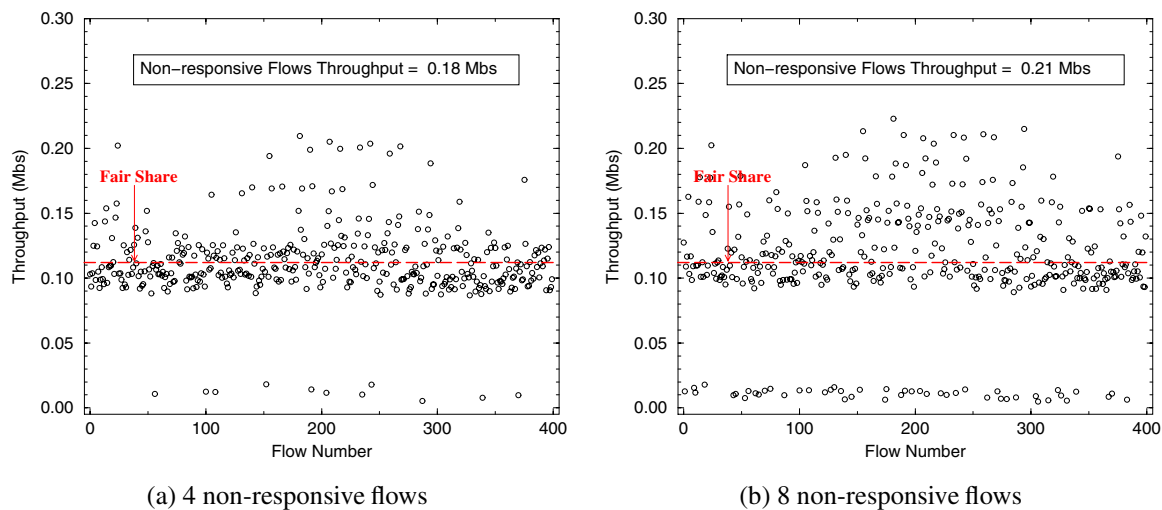 0.30
0.25
0.20
0.15
0.10
0.05
0.00
Throughput (Mbs)
Non-responsive Flows Throughput = 0.18 Mbs
Fair Share
0 100 200 300 400
Flow Number
(a) 4 non-responsive flows
0.30
0.25
0.20
0.15
0.10
0.05
0.00
Throughput (Mbs)
Non-responsive Flows Throughput = 0.21 Mbs
Fair Share
0 100 200 300 400
Flow Number
(b) 8 non-responsive flows